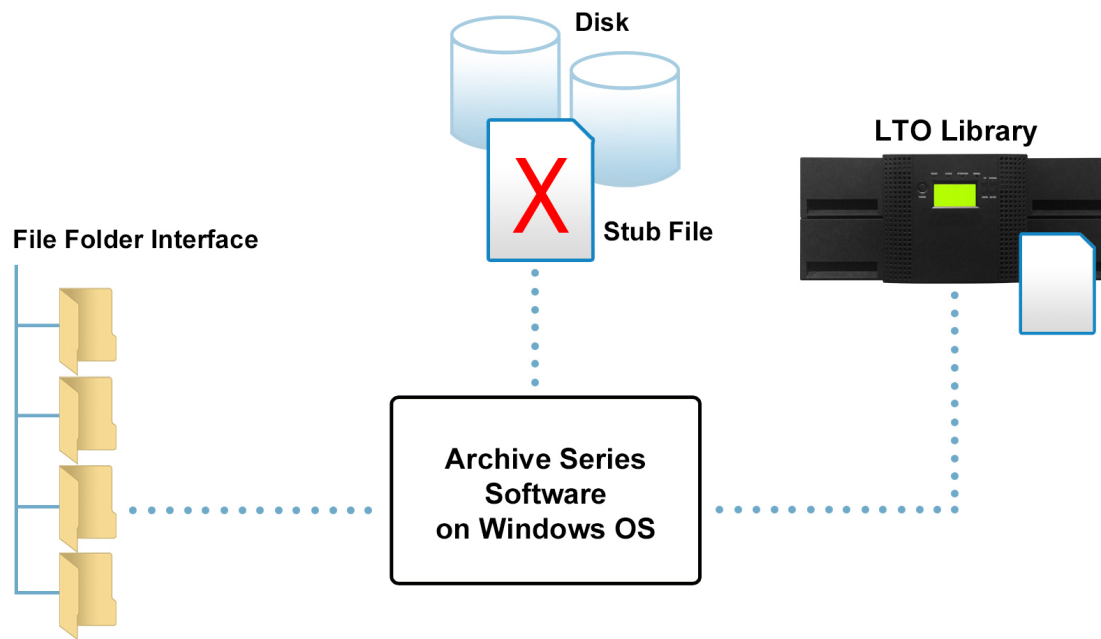 Disk
LTO Library
File Folder Interface
X
Stub File
Archive Series
Software
on Windows OS